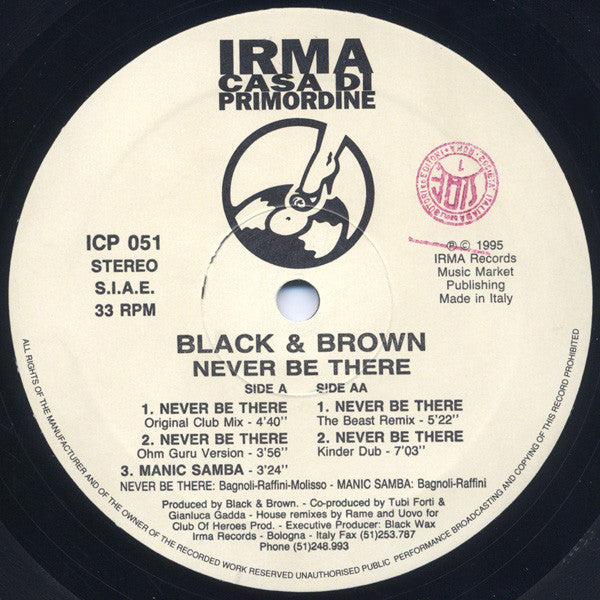 IRMA
CASA DI
PRIMORDINE
ICP 051
STEREO
S.I.A.E.
33 RPM
℗ © 1995
IRMA Records
Music Market
Publishing
Made in Italy
BLACK & BROWN
NEVER BE THERE
SIDE A
1. NEVER BE THERE
Original Club Mix - 4'40"
2. NEVER BE THERE
Ohm Guru Version - 3'56"
3. MANIC SAMBA - 3'24"
SIDE AA
1. NEVER BE THERE
The Beast Remix - 5'22"
2. NEVER BE THERE
Kinder Dub - 7'03"
NEVER BE THERE: Bagnoli-Raffini-Molisso - MANIC SAMBA: Bagnoli-Raffini
Produced by Black & Brown. - Co-produced by Tubi Forti &
Gianluca Gadda - House remixes by Rame and Uovo for
Club Of Heroes Prod. - Executive Producer: Black Wax
Irma Records - Bologna - Italy Fax (51)253.787
Phone (51)248.993
ALL RIGHTS OF THE MANUFACTURER AND OF THE OWNER OF THE RECORDED WORK RESERVED UNAUTHORISED PUBLIC PERFORMANCE BROADCASTING AND COPYING OF THIS RECORD PROHIBITED